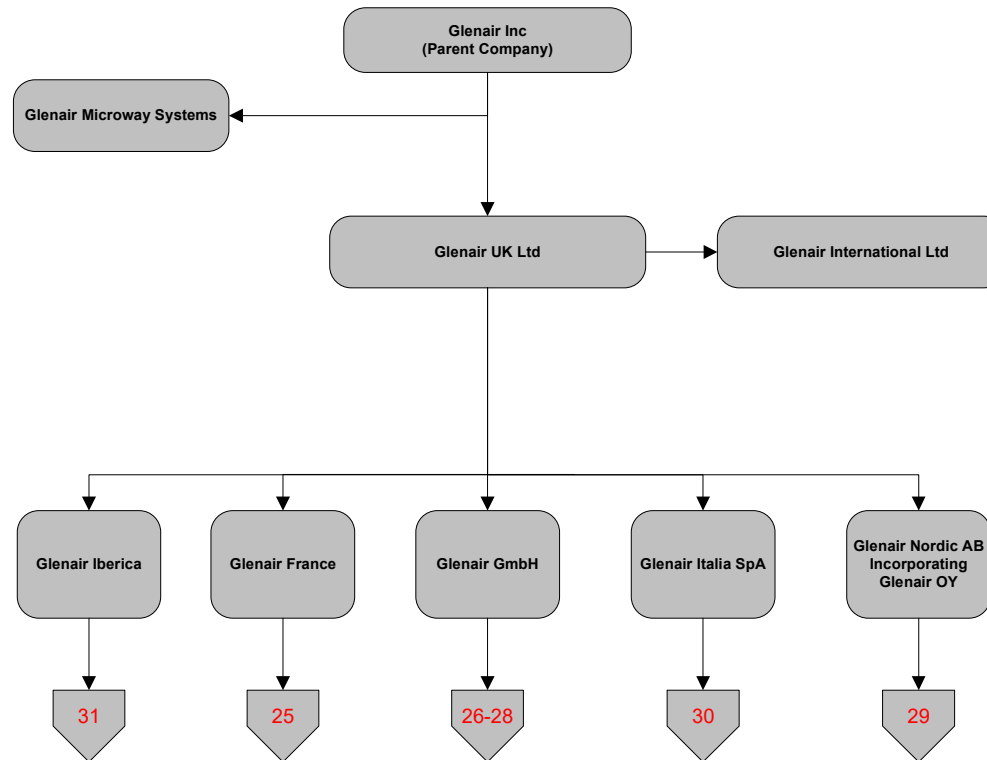 Glenair Inc
(Parent Company)
Glenair Microway Systems
Glenair UK Ltd
Glenair International Ltd
Glenair Iberica
Glenair France
Glenair GmbH
Glenair Italia SpA
Glenair Nordic AB
Incorporating
Glenair OY
31
25
26-28
30
29